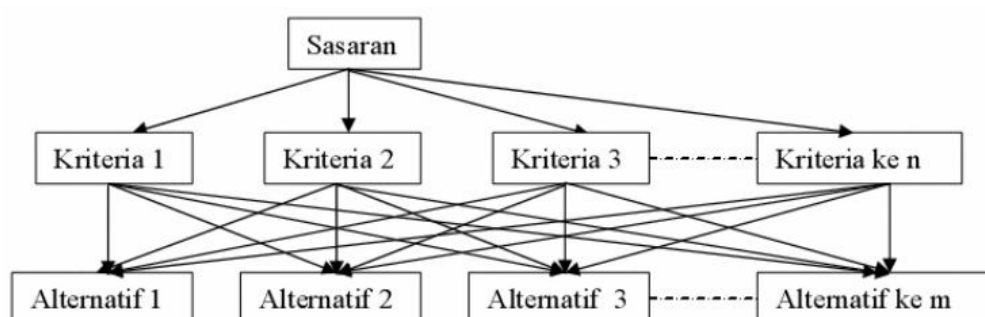 Sasaran
Kriteria 1
Kriteria 2
Kriteria 3
Kriteria ke n
Alternatif 1
Alternatif 2
Alternatif 3
Alternatif ke m